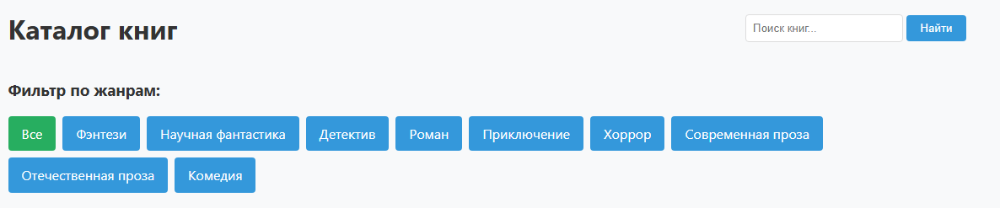 Каталог книг
Поиск книг... Найти
Фильтр по жанрам:
Все Фэнтези Научная фантастика Детектив Роман Приключение Хоррор Современная проза
Отечественная проза Комедия